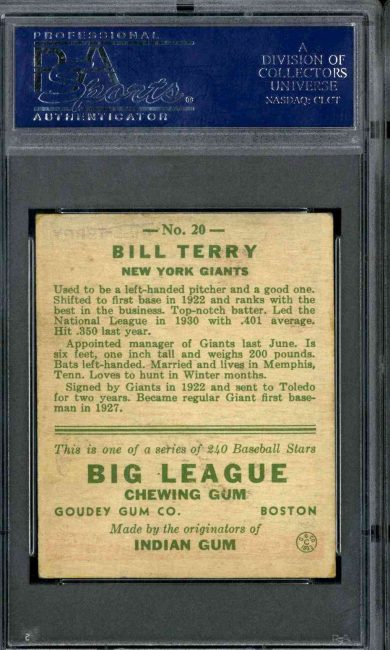 PROFESSIONAL
PSA
Sports
AUTHENTICATOR
A
DIVISION OF
COLLECTORS
UNIVERSE
NASDAQ: CLCT
— No. 20 —
BILL TERRY
NEW YORK GIANTS
Used to be a left-handed pitcher and a good one.
Shifted to first base in 1922 and ranks with the
best in the business. Top-notch batter. Led the
National League in 1930 with .401 average.
Hit .350 last year.
Appointed manager of Giants last June. Is
six feet, one inch tall and weighs 200 pounds.
Bats left-handed. Married and lives in Memphis,
Tenn. Loves to hunt in Winter months.
Signed by Giants in 1922 and sent to Toledo
for two years. Became regular Giant first base-
man in 1927.
This is one of a series of 240 Baseball Stars
BIG LEAGUE
CHEWING GUM
GOUDEY GUM CO. BOSTON
Made by the originators of
INDIAN GUM